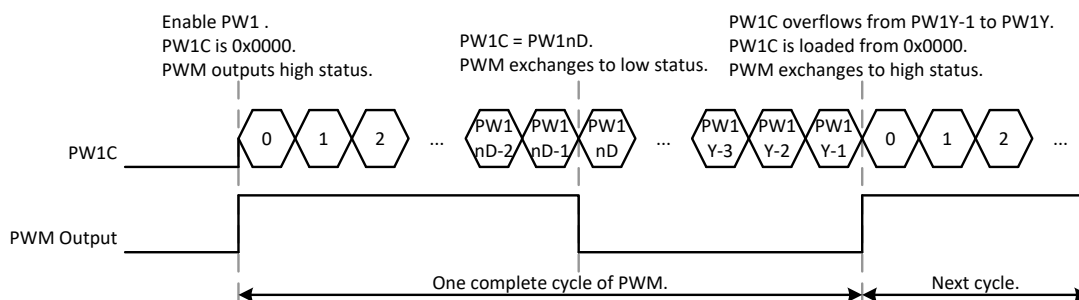 Enable PW1 .
PW1C is 0x0000.
PWM outputs high status.
PW1C = PW1nD.
PWM exchanges to low status.
PW1C overflows from PW1Y-1 to PW1Y.
PW1C is loaded from 0x0000.
PWM exchanges to high status.
PW1C
0 1 2 ... PW1 nD-2 PW1 nD-1 PW1 nD ... PW1 Y-3 PW1 Y-2 PW1 Y-1 0 1 2 ...
PWM Output
One complete cycle of PWM. Next cycle.